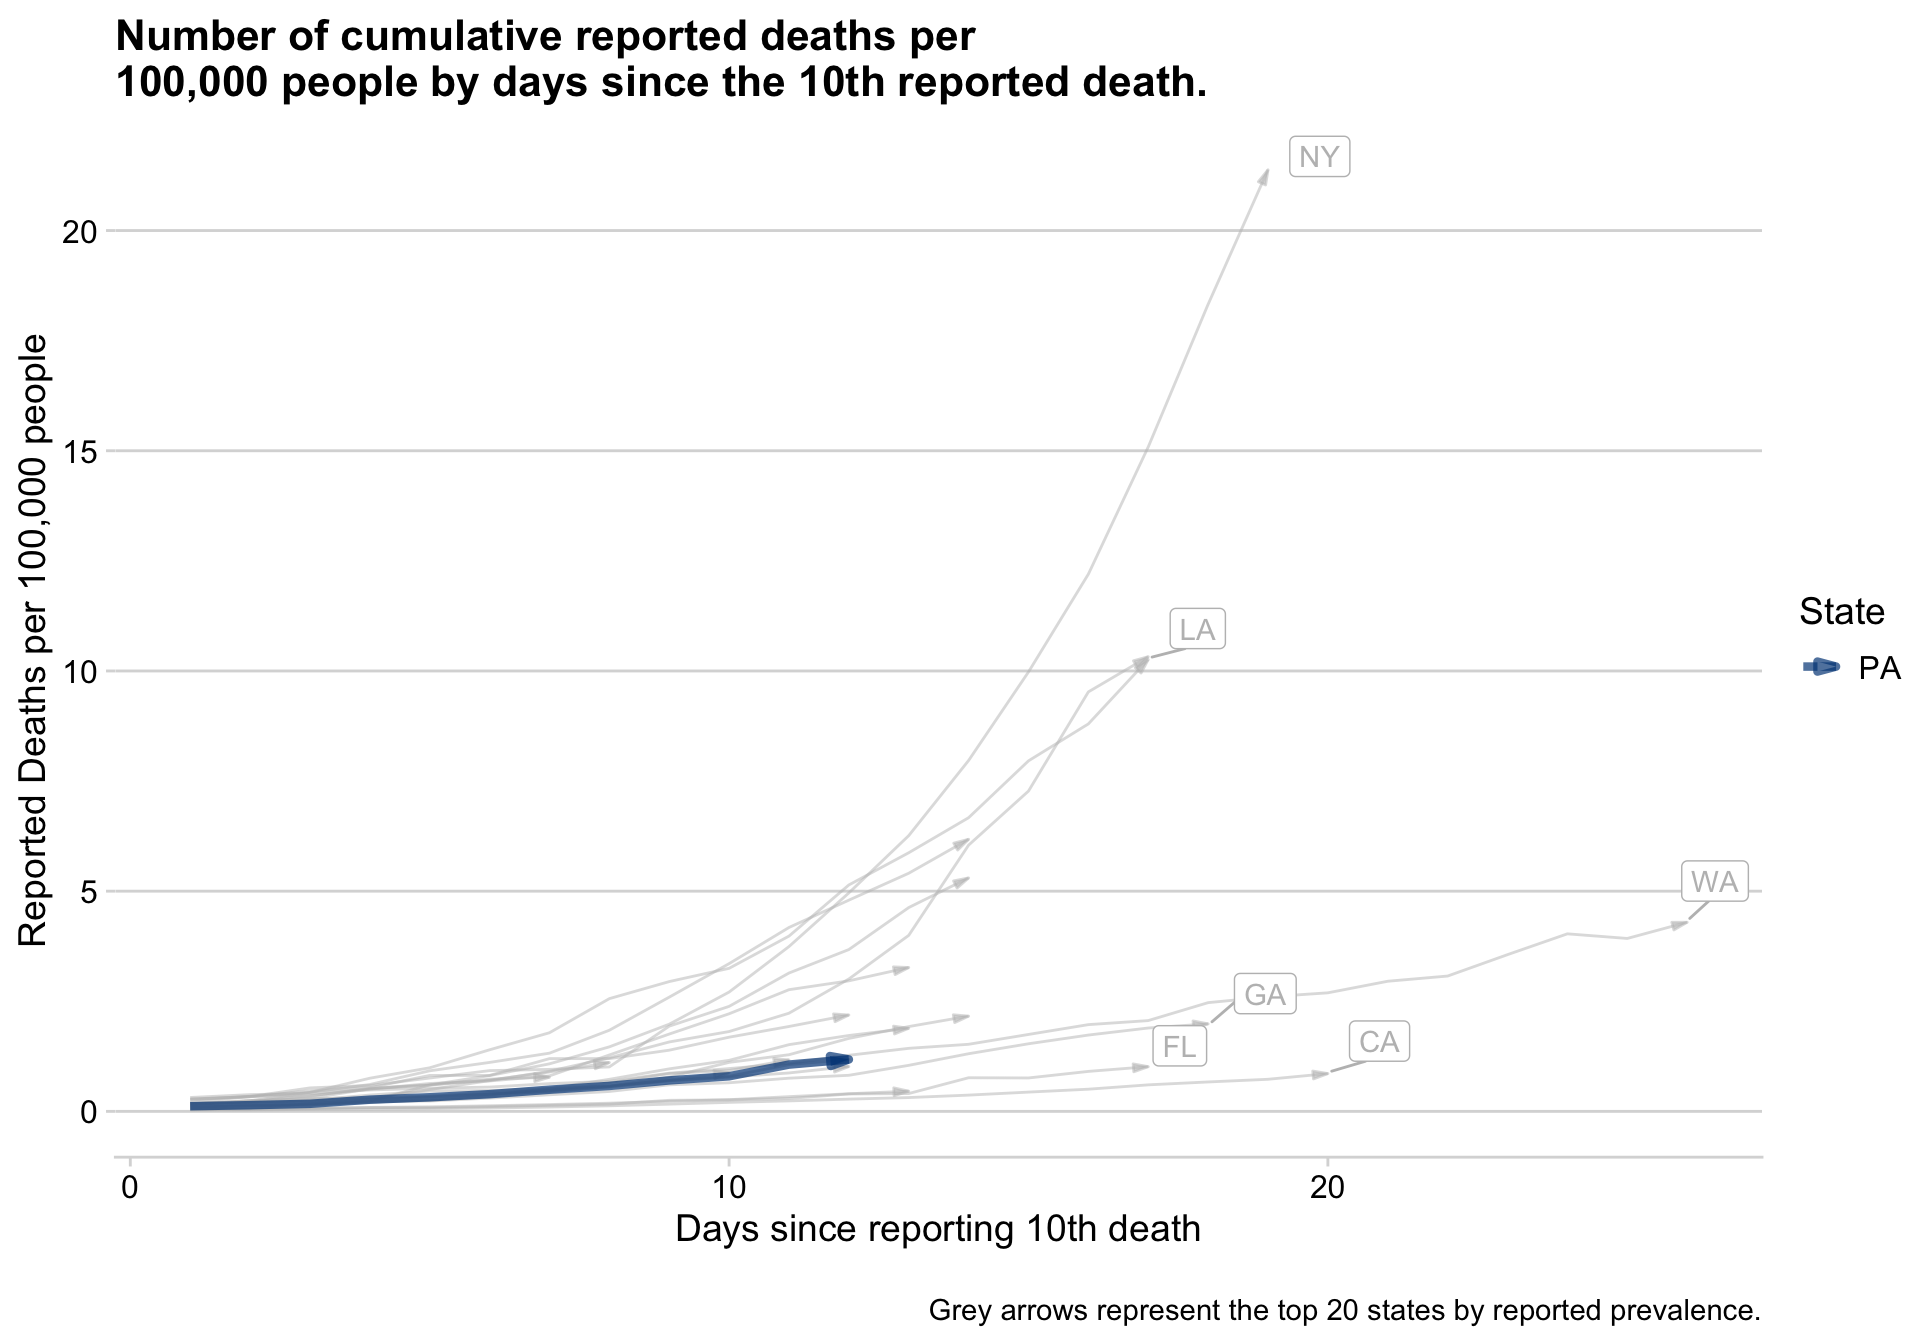 Number of cumulative reported deaths per
100,000 people by days since the 10th reported death.
Reported Deaths per 100,000 people
20
15
10
5
0
NY
LA
WA
GA
FL
CA
State
PA
0
10
20
Days since reporting 10th death
Grey arrows represent the top 20 states by reported prevalence.